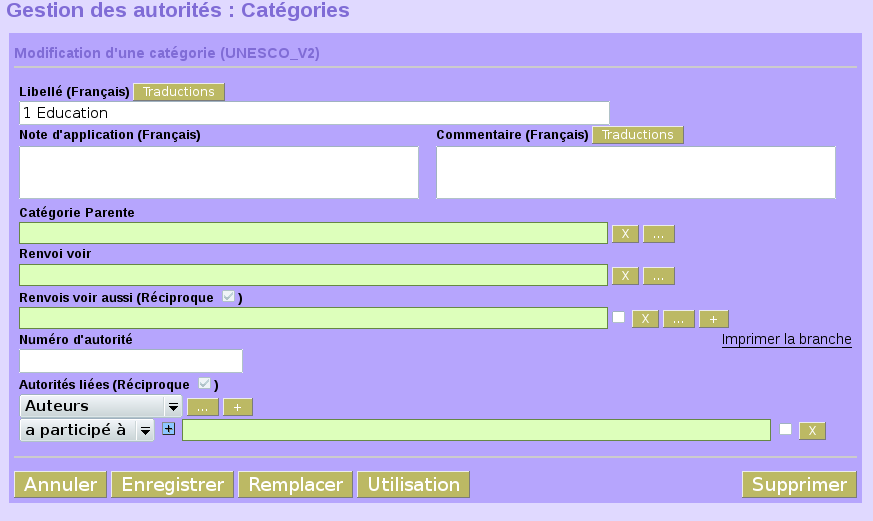 Gestion des autorités : Catégories
Modification d'une catégorie (UNESCO_V2)
Libellé (Français) Traductions
1 Education
Note d'application (Français) Commentaire (Français) Traductions
Catégorie Parente
X ...
Renvoi voir
X ...
Renvois voir aussi (Réciproque )
X ... +
Numéro d'autorité Imprimer la branche
Autorités liées (Réciproque )
Auteurs ... +
a participé à + X
Annuler Enregistrer Remplacer Utilisation Supprimer